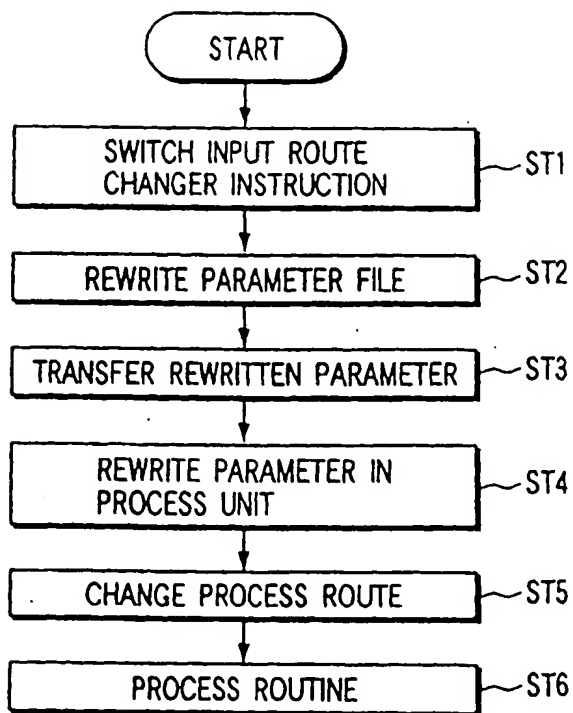 START
SWITCH INPUT ROUTE
CHANGER INSTRUCTION
ST1
REWRITE PARAMETER FILE
ST2
TRANSFER REWRITTEN PARAMETER
ST3
REWRITE PARAMETER IN
PROCESS UNIT
ST4
CHANGE PROCESS ROUTE
ST5
PROCESS ROUTINE
ST6